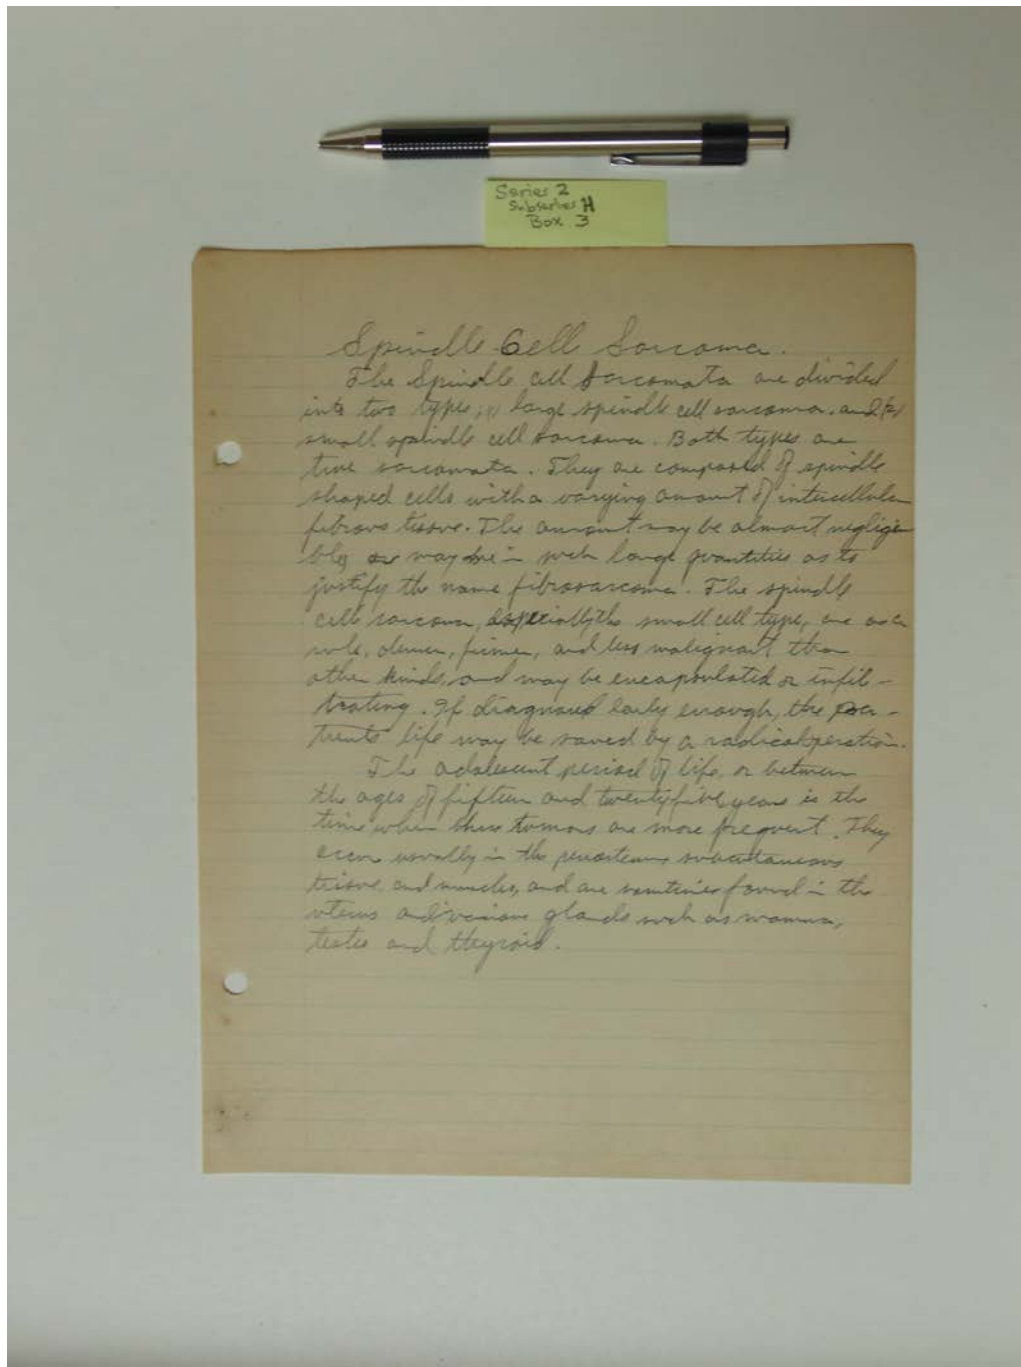 Series 2
Subseries H
Box 3
Spindle Cell Sarcoma.
The Spindle cell Sarcomata are divided
into two types, (1) large spindle cell sarcoma. and (2)
small spindle cell sarcoma. Both types are
true sarcomata. They are composed of spindle
shaped cells with a varying amount of intercellular
fibrous tissue. The amount may be almost negligi
ble, or may be in such large quantities as to
justify the name fibrosarcoma. The spindle
cell sarcoma, especially the small cell type, are as a
rule, denser, firmer, and less malignant than
other kinds, and may be encapsulated or infil-
trating. If diagnosed early enough, the pa-
tients life may be saved by a radical operation.
The adolescent period of life, or between
the ages of fifteen and twenty five years is the
time when these tumors are more frequent. They
occur usually in the periosteum subcutaneous
tissue, and muscles, and are sometimes found in the
uterus and various glands such as mamma,
testes and thyroid.